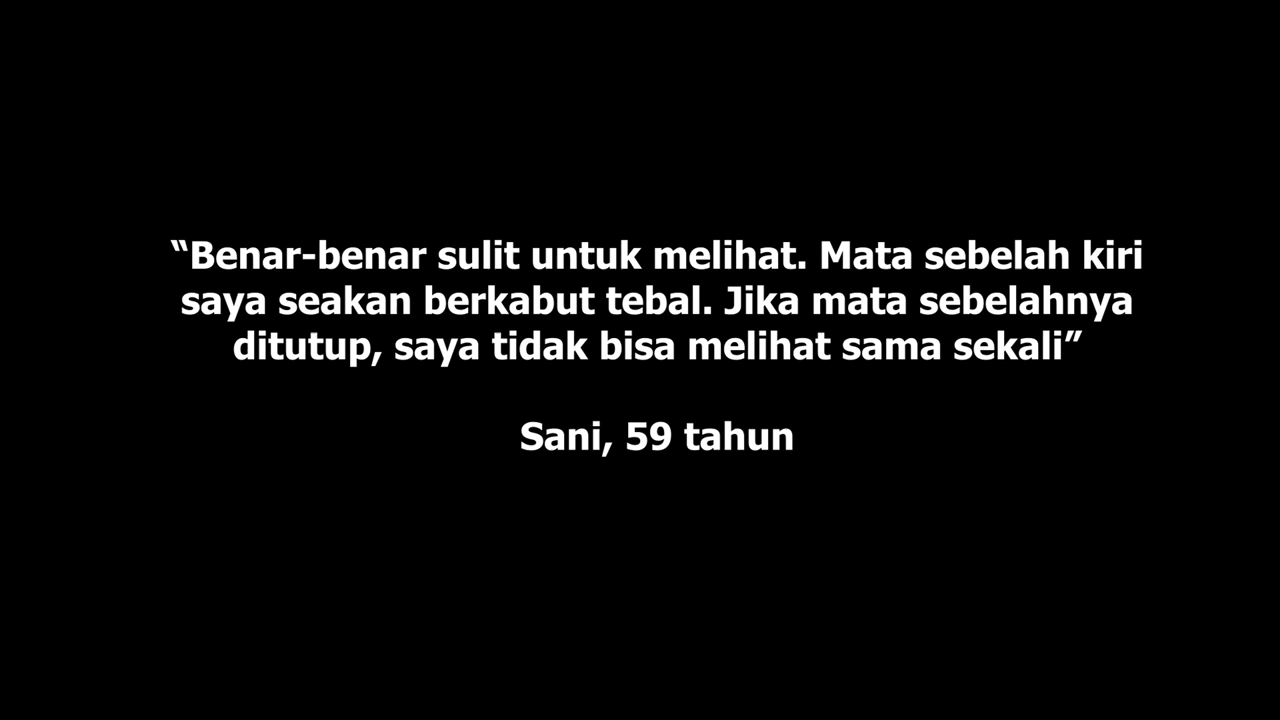 “Benar-benar sulit untuk melihat. Mata sebelah kiri
saya seakan berkabut tebal. Jika mata sebelahnya
ditutup, saya tidak bisa melihat sama sekali”
Sani, 59 tahun